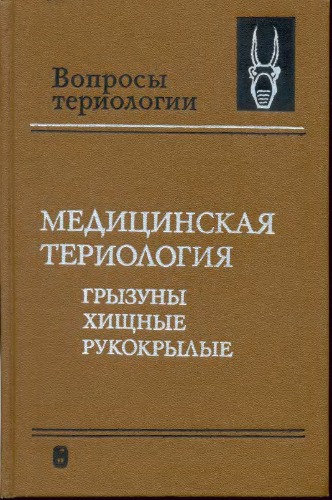 Вопросы
териологии
МЕДИЦИНСКАЯ
ТЕРИОЛОГИЯ
ГРЫЗУНЫ
ХИЩНЫЕ
РУКОКРЫЛЫЕ